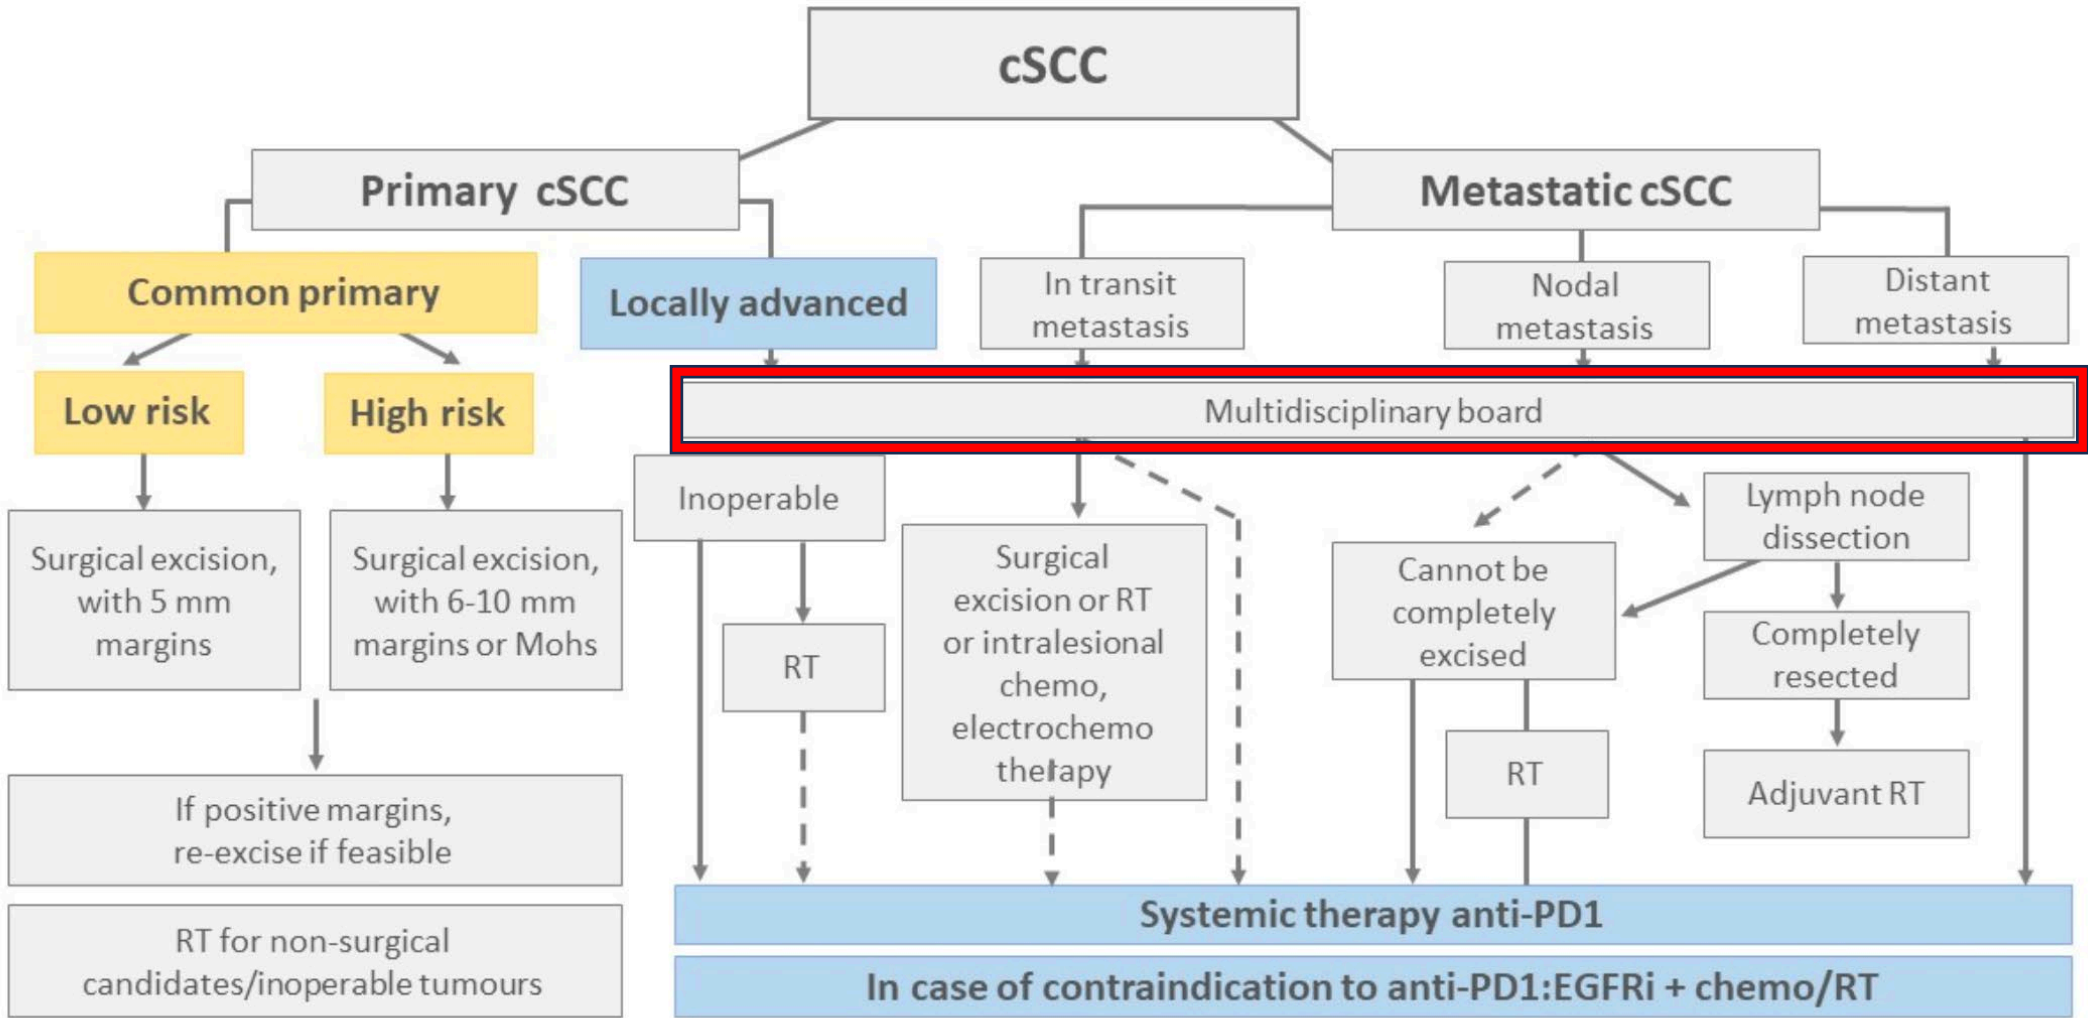 cSCC
Primary cSCC
Metastatic cSCC
Common primary
Locally advanced
In transit
metastasis
Nodal
metastasis
Distant
metastasis
Low risk
High risk
Multidisciplinary board
Inoperable
Lymph node
dissection
Surgical excision,
with 5 mm
margins
Surgical excision,
with 6-10 mm
margins or Mohs
RT
Surgical
excision or RT
or intralesional
chemo,
electrochemo
therapy
Cannot be
completely
excised
Completely
resected
RT
Adjuvant RT
If positive margins,
re-excise if feasible
RT for non-surgical
candidates/inoperable tumours
Systemic therapy anti-PD1
In case of contraindication to anti-PD1:EGFRi + chemo/RT